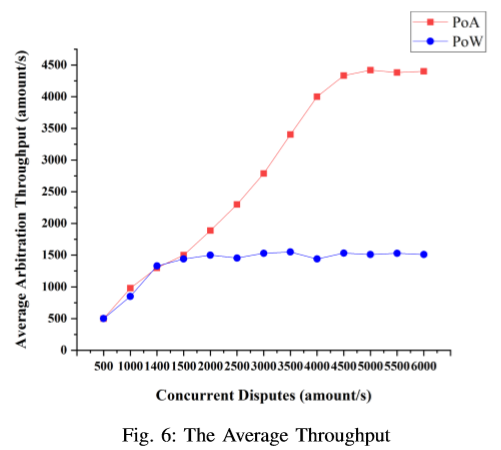 PoA
PoW
Average Arbitration Throughput (amount/s)
4500
4000
3500
3000
2500
2000
1500
1000
500
0
500 1000 1400 1500 2000 2500 3000 3500 4000 4500 5000 5500 6000
Concurrent Disputes (amount/s)
Fig. 6: The Average Throughput